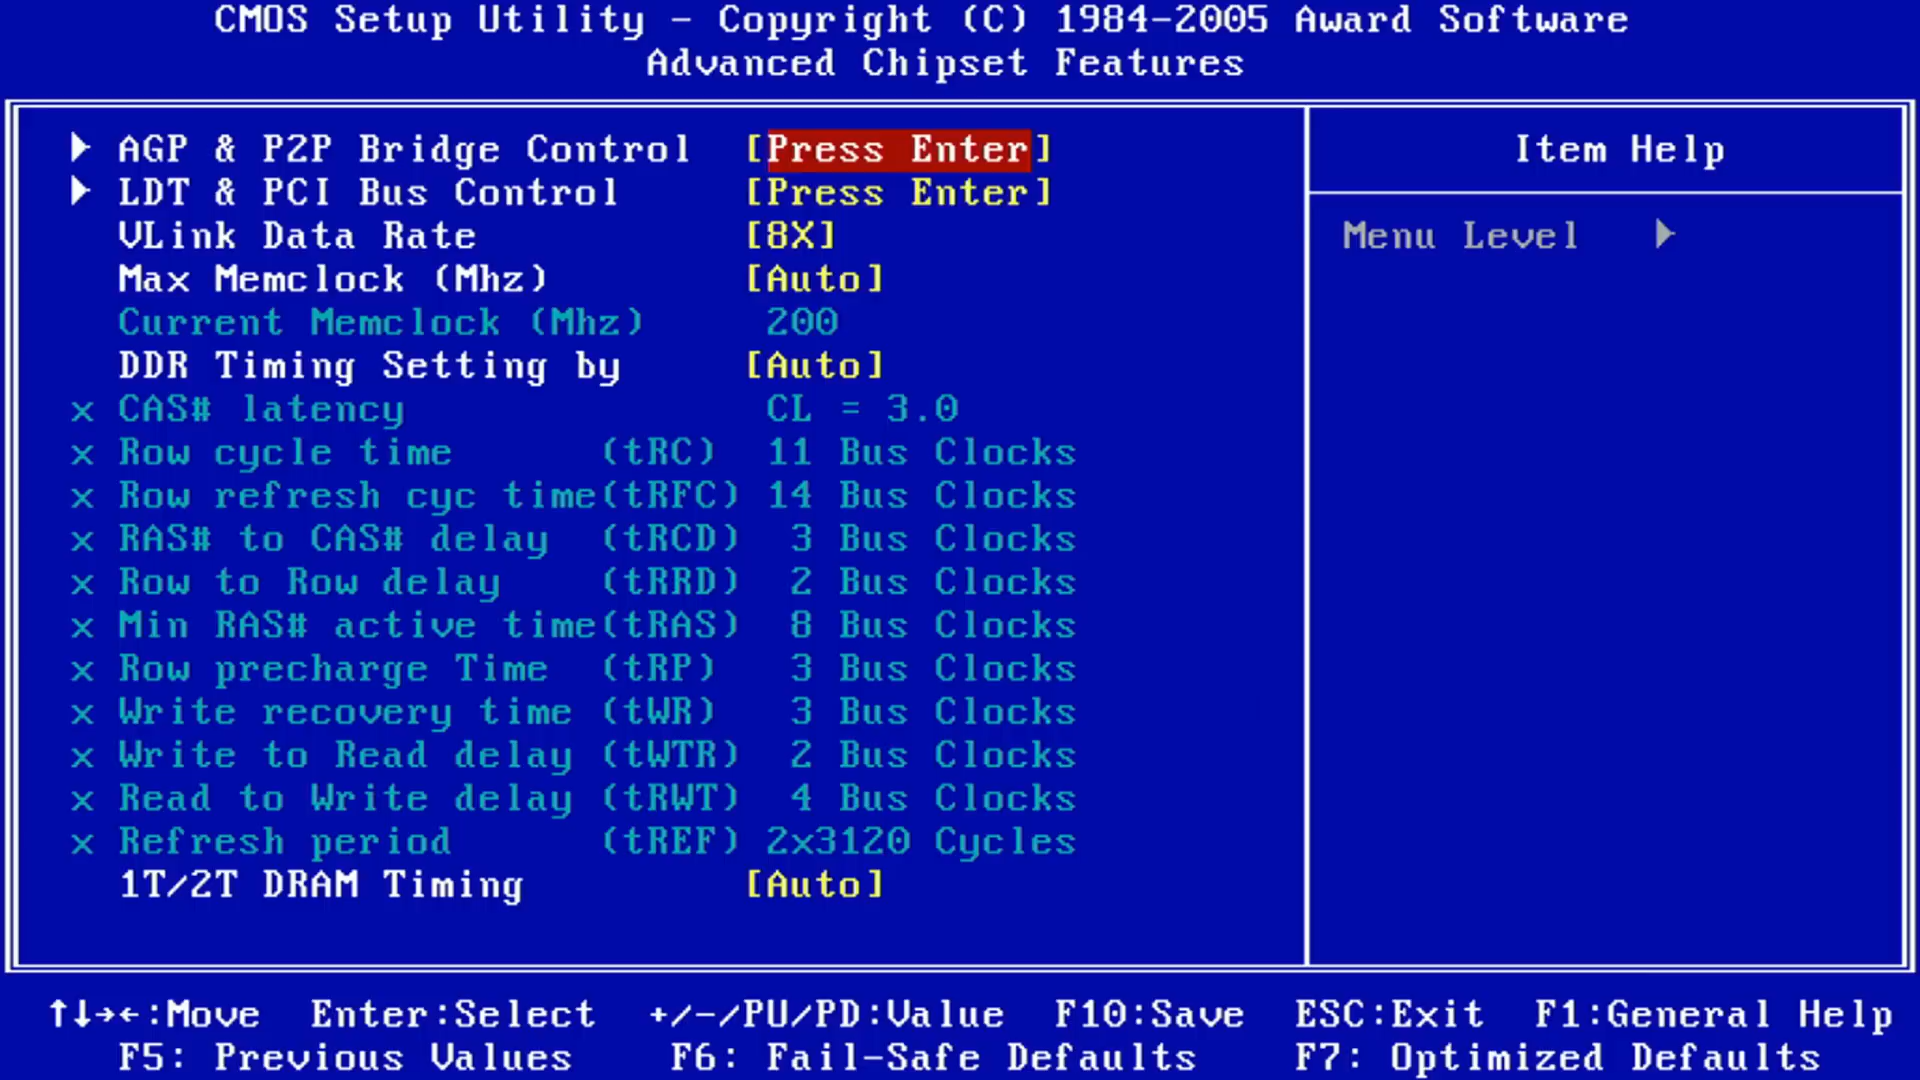 CMOS Setup Utility - Copyright (C) 1984-2005 Award Software
Advanced Chipset Features
AGP & P2P Bridge Control [Press Enter]
LDT & PCI Bus Control [Press Enter]
VLink Data Rate [8X]
Max Memclock (Mhz) [Auto]
Current Memclock (Mhz) 200
DDR Timing Setting by [Auto]
x CAS# latency CL = 3.0
x Row cycle time (tRC) 11 Bus Clocks
x Row refresh cyc time(tRFC) 14 Bus Clocks
x RAS# to CAS# delay (tRCD) 3 Bus Clocks
x Row to Row delay (tRRD) 2 Bus Clocks
x Min RAS# active time(tRAS) 8 Bus Clocks
x Row precharge Time (tRP) 3 Bus Clocks
x Write recovery time (tWR) 3 Bus Clocks
x Write to Read delay (tWTR) 2 Bus Clocks
x Read to Write delay (tRWT) 4 Bus Clocks
x Refresh period (tREF) 2x3120 Cycles
1T/2T DRAM Timing [Auto]
Item Help
Menu Level
↑↓→←:Move Enter:Select +/-/PU/PD:Value F10:Save ESC:Exit F1:General Help
F5: Previous Values F6: Fail-Safe Defaults F7: Optimized Defaults